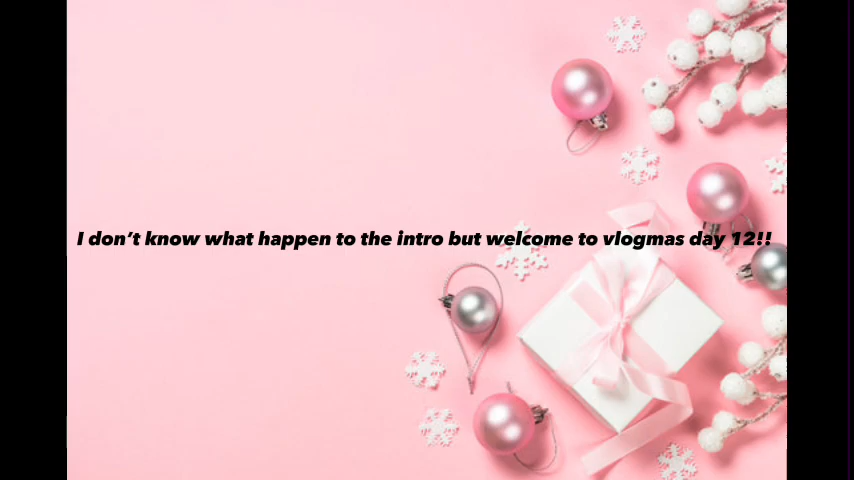 I don’t know what happen to the intro but welcome to vlogmas day 12!!